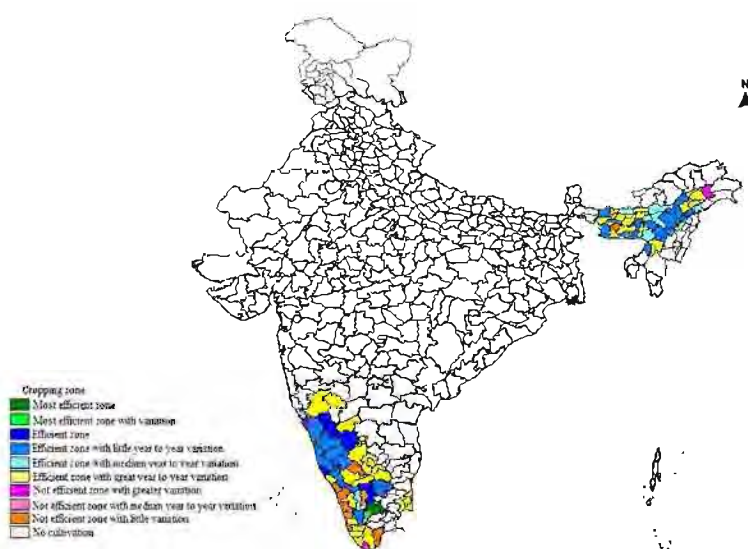 N
Cropping zone
Most efficient zone
Most efficient zone with variation
Efficient zone
Efficient zone with little year to year variation
Efficient zone with medium year to year variation
Efficient zone with great year to year variation
Not efficient zone with greater variation
Not efficient zone with median year to year variation
Not efficient zone with little variation
No cultivation